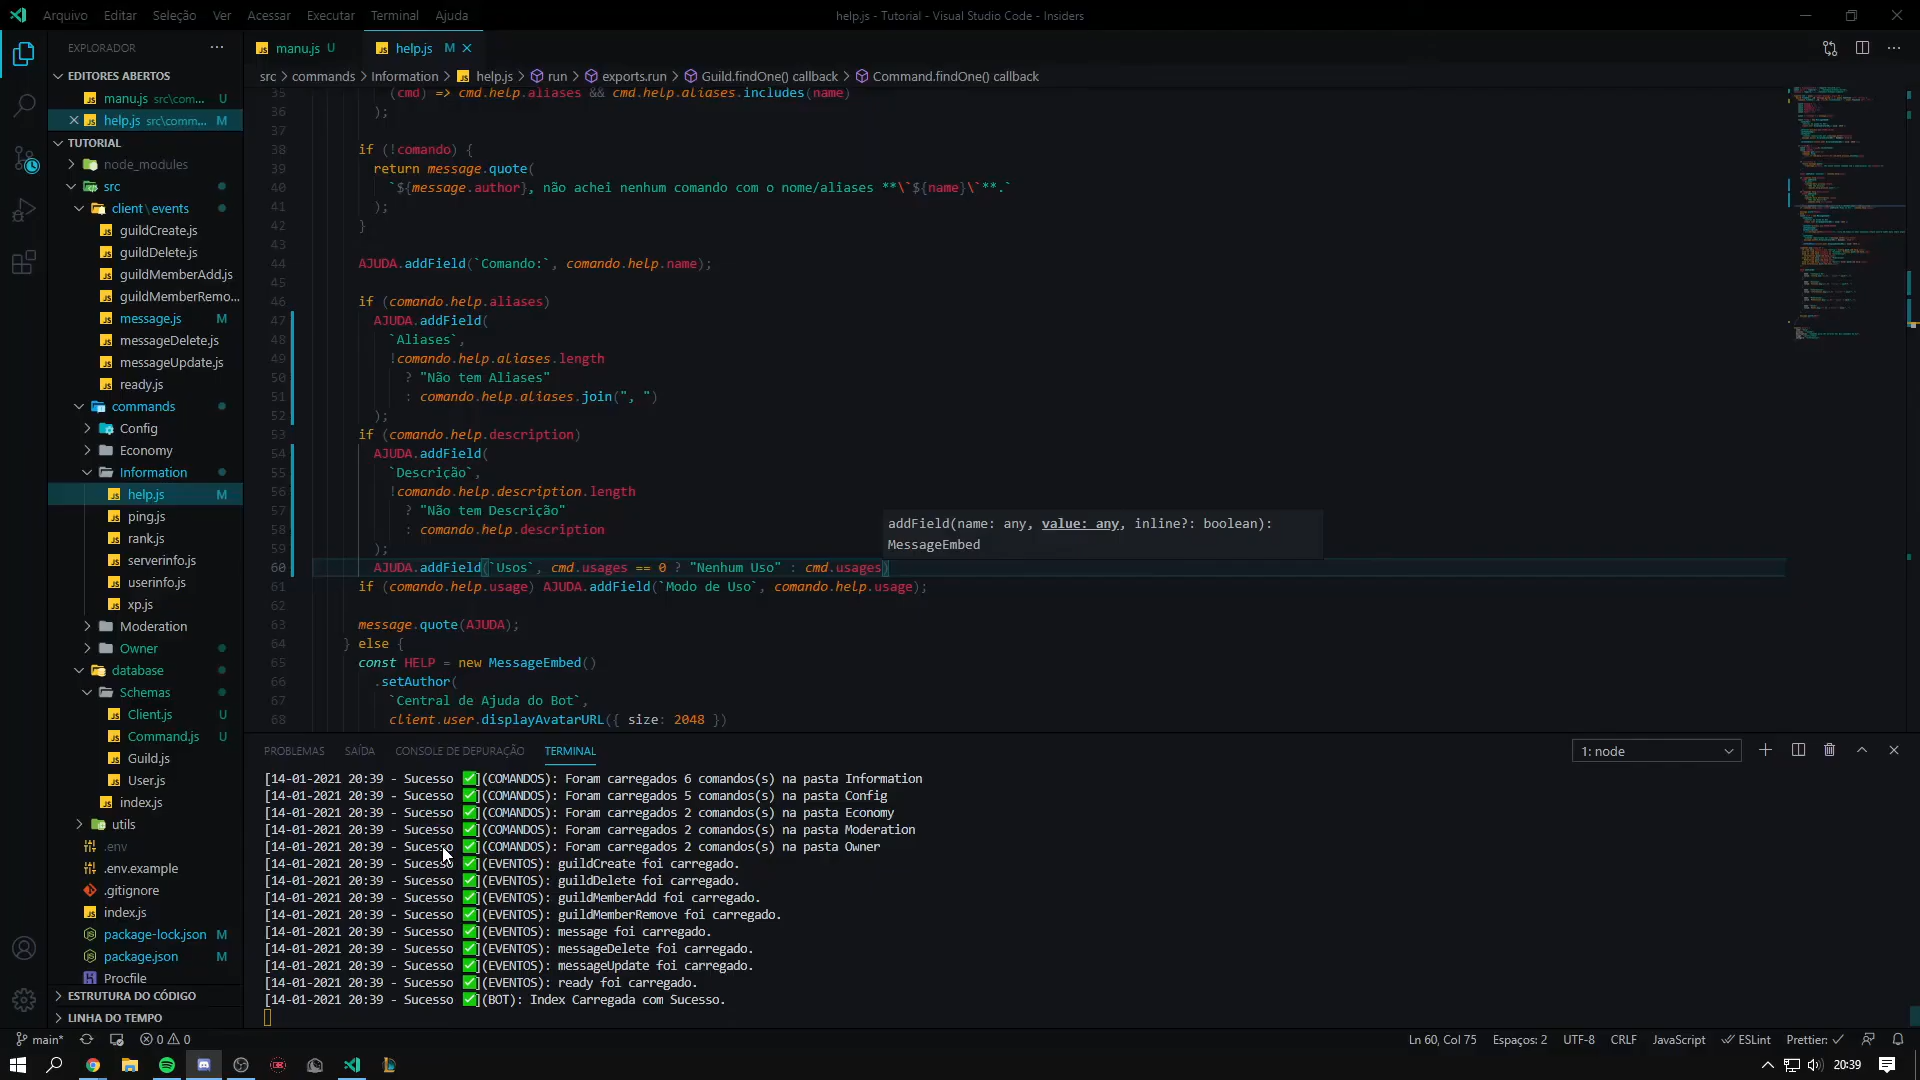 Arquivo Editar Seleção Ver Acessar Executar Terminal Ajuda
help.js - Tutorial - Visual Studio Code - Insiders
EXPLORADOR
EDITORES ABERTOS
manu.js src\com... U
help.js src\comm... M
TUTORIAL
node_modules
src
client\events
guildCreate.js
guildDelete.js
guildMemberAdd.js
guildMemberRemo...
message.js M
messageDelete.js
messageUpdate.js
ready.js
commands
Config
Economy
Information
help.js M
ping.js
rank.js
serverinfo.js
userinfo.js
xp.js
Moderation
Owner
database
Schemas
Client.js U
Command.js U
Guild.js
User.js
index.js
utils
.env
.env.example
.gitignore
index.js
package-lock.json M
package.json M
Procfile
ESTRUTURA DO CÓDIGO
LINHA DO TEMPO
manu.js U
help.js M
src > commands > Information > help.js > run > exports.run > Guild.findOne() callback > Command.findOne() callback
35 (cmd) => cmd.help.aliases && cmd.help.aliases.includes(name)
36 );
37
38 if (!comando) {
39 return message.quote(
40 `${message.author}, não achei nenhum comando com o nome/aliases **\`${name}\`**.`
41 );
42 }
43
44 AJUDA.addField(`Comando:`, comando.help.name);
45
46 if (comando.help.aliases)
47 AJUDA.addField(
48 `Aliases`,
49 !comando.help.aliases.length
50 ? "Não tem Aliases"
51 : comando.help.aliases.join(", ")
52 );
53 if (comando.help.description)
54 AJUDA.addField(
55 `Descrição`,
56 !comando.help.description.length
57 ? "Não tem Descrição"
58 : comando.help.description
59 );
addField(name: any, value: any, inline?: boolean):
MessageEmbed
60 AJUDA.addField(`Usos`, cmd.usages == 0 ? "Nenhum Uso" : cmd.usages)
61 if (comando.help.usage) AJUDA.addField(`Modo de Uso`, comando.help.usage);
62
63 message.quote(AJUDA);
64 } else {
65 const HELP = new MessageEmbed()
66 .setAuthor(
67 `Central de Ajuda do Bot`,
68 client.user.displayAvatarURL({ size: 2048 })
PROBLEMAS SAÍDA CONSOLE DE DEPURAÇÃO TERMINAL
1: node
[14-01-2021 20:39 - Sucesso ✅](COMANDOS): Foram carregados 6 comandos(s) na pasta Information
[14-01-2021 20:39 - Sucesso ✅](COMANDOS): Foram carregados 5 comandos(s) na pasta Config
[14-01-2021 20:39 - Sucesso ✅](COMANDOS): Foram carregados 2 comandos(s) na pasta Economy
[14-01-2021 20:39 - Sucesso ✅](COMANDOS): Foram carregados 2 comandos(s) na pasta Moderation
[14-01-2021 20:39 - Sucesso ✅](COMANDOS): Foram carregados 2 comandos(s) na pasta Owner
[14-01-2021 20:39 - Sucesso ✅](EVENTOS): guildCreate foi carregado.
[14-01-2021 20:39 - Sucesso ✅](EVENTOS): guildDelete foi carregado.
[14-01-2021 20:39 - Sucesso ✅](EVENTOS): guildMemberAdd foi carregado.
[14-01-2021 20:39 - Sucesso ✅](EVENTOS): guildMemberRemove foi carregado.
[14-01-2021 20:39 - Sucesso ✅](EVENTOS): message foi carregado.
[14-01-2021 20:39 - Sucesso ✅](EVENTOS): messageDelete foi carregado.
[14-01-2021 20:39 - Sucesso ✅](EVENTOS): messageUpdate foi carregado.
[14-01-2021 20:39 - Sucesso ✅](EVENTOS): ready foi carregado.
[14-01-2021 20:39 - Sucesso ✅](BOT): Index Carregada com Sucesso.
main* 0 0
Ln 60, Col 75 Espaços: 2 UTF-8 CRLF JavaScript ESLint Prettier: ✓
20:39